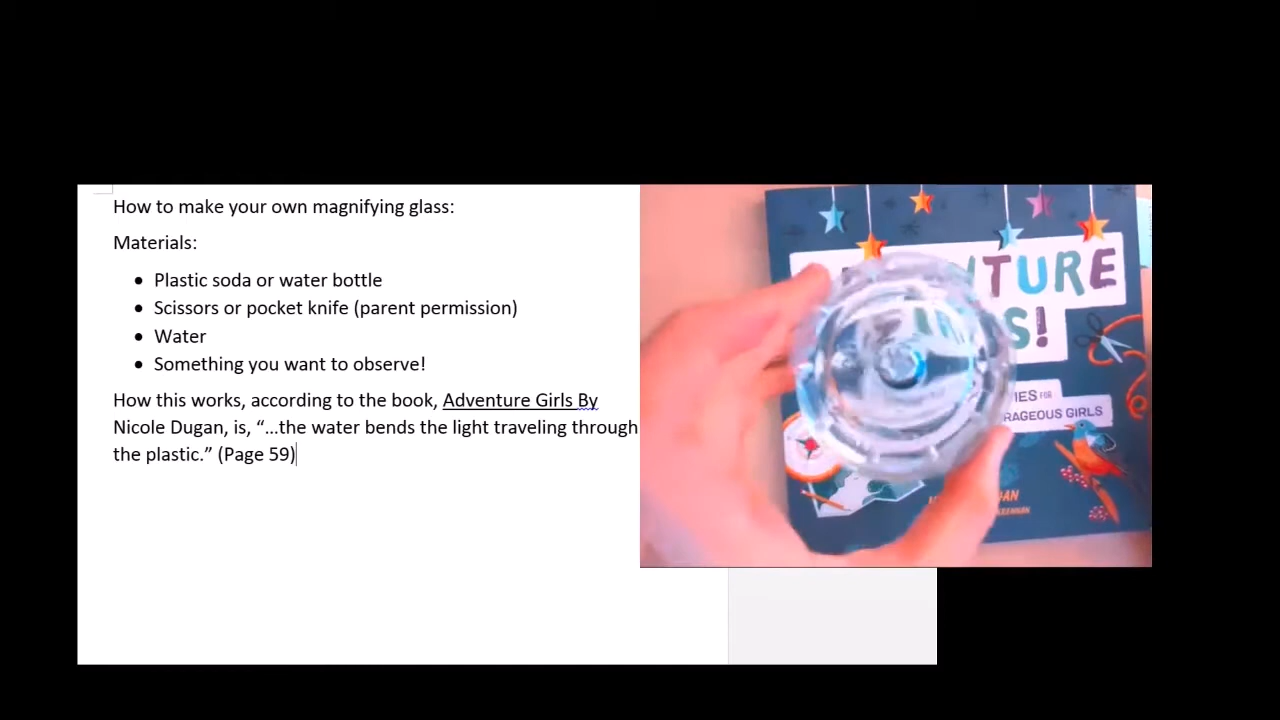 How to make your own magnifying glass:
Materials:
• Plastic soda or water bottle
• Scissors or pocket knife (parent permission)
• Water
• Something you want to observe!
How this works, according to the book, Adventure Girls By
Nicole Dugan, is, “...the water bends the light traveling through
the plastic.” (Page 59)
TURE
S!
IES FOR
RAGEOUS GIRLS